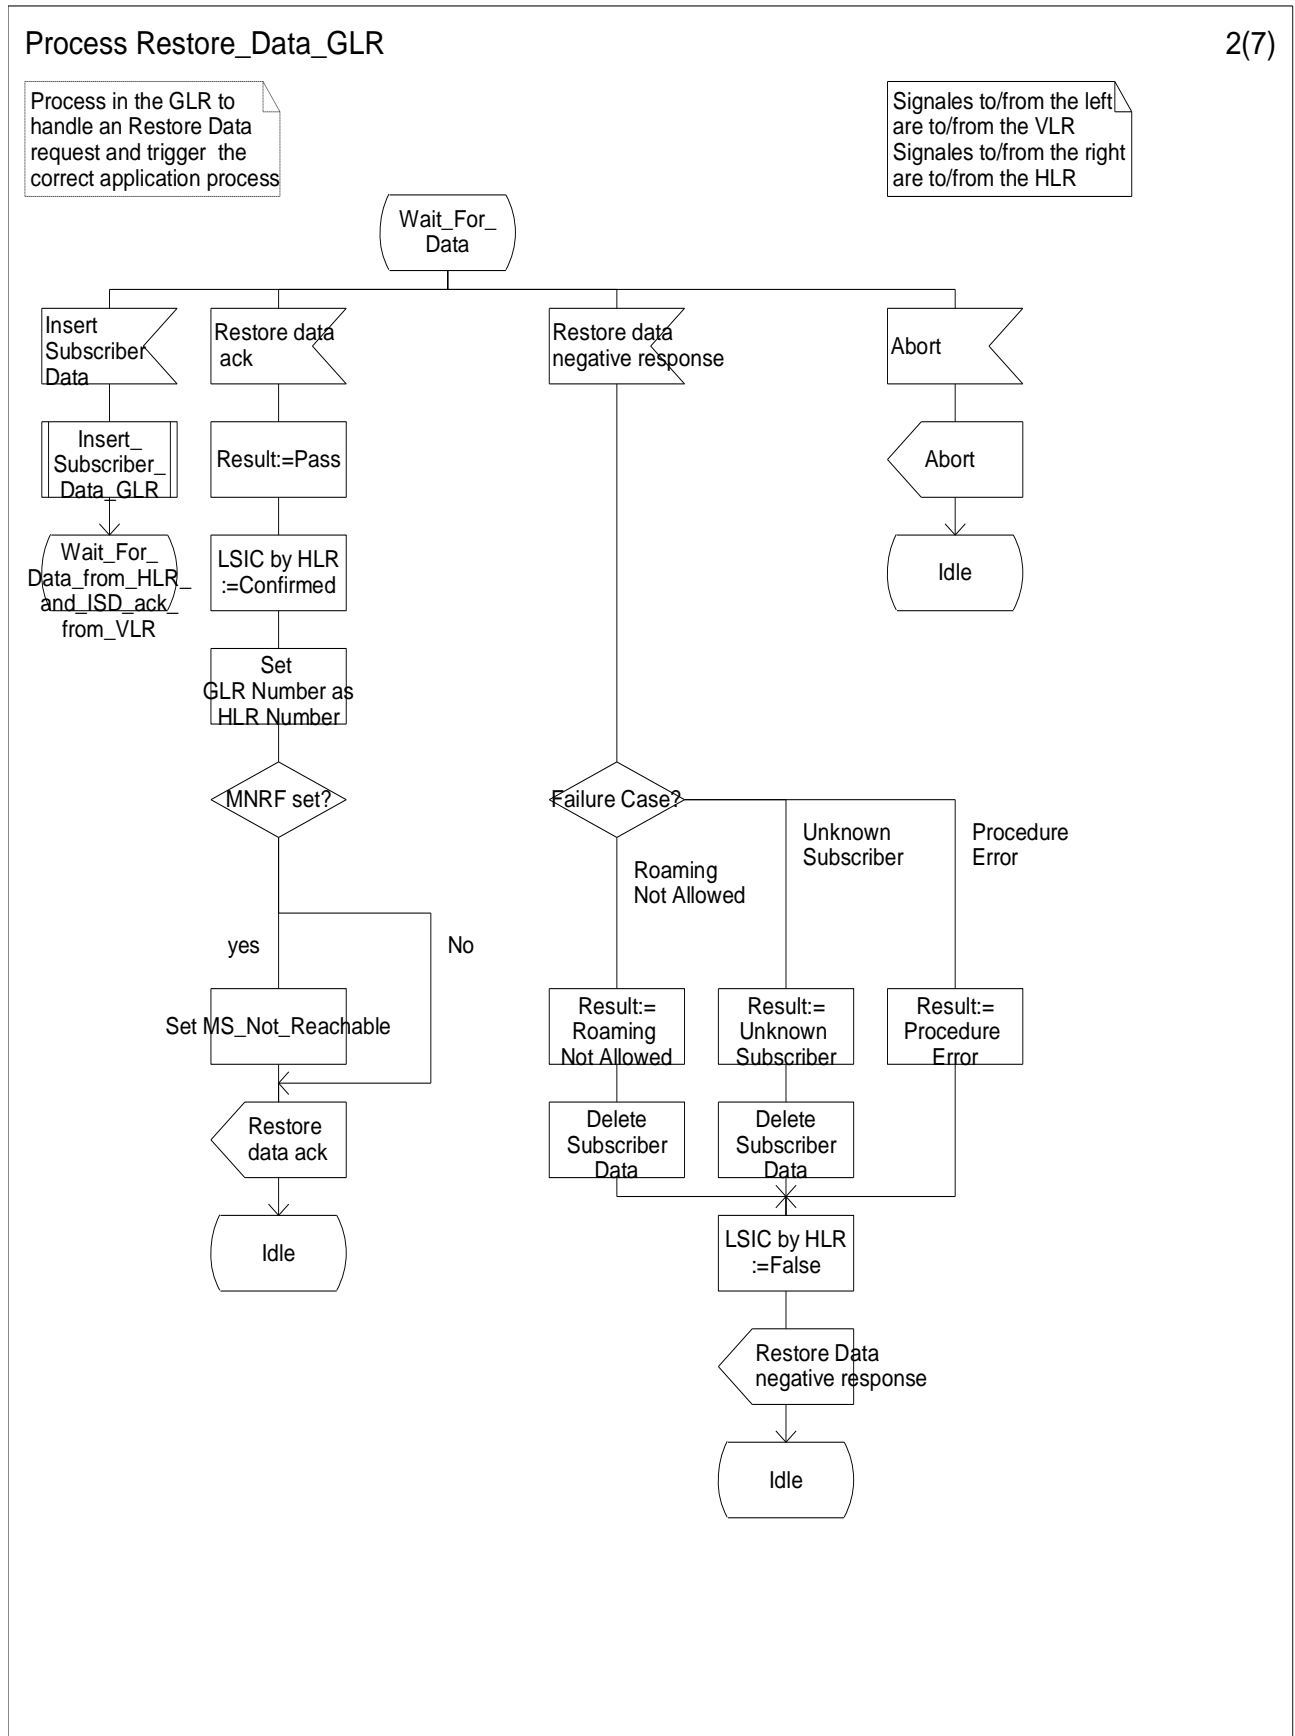 Process Restore_Data_GLR
2(7)
Process in the GLR to
handle an Restore Data
request and trigger the
correct application process
Signales to/from the left
are to/from the VLR
Signales to/from the right
are to/from the HLR
Wait_For_
Data
Insert
Subscriber
Data
Restore data
ack
Restore data
negative response
Abort
Insert_
Subscriber_
Data_GLR
Result:=Pass
Abort
Wait_For_
Data_from_HLR_
and_ISD_ack_
from_VLR
LSIC by HLR
:=Confirmed
Idle
Set
GLR Number as
HLR Number
MNRF set?
Failure Case?
Unknown
Subscriber
Procedure
Error
Roaming
Not Allowed
yes
No
Set MS_Not_Reachable
Result:=
Roaming
Not Allowed
Result:=
Unknown
Subscriber
Result:=
Procedure
Error
Restore
data ack
Delete
Subscriber
Data
Delete
Subscriber
Data
Idle
LSIC by HLR
:=False
Restore Data
negative response
Idle